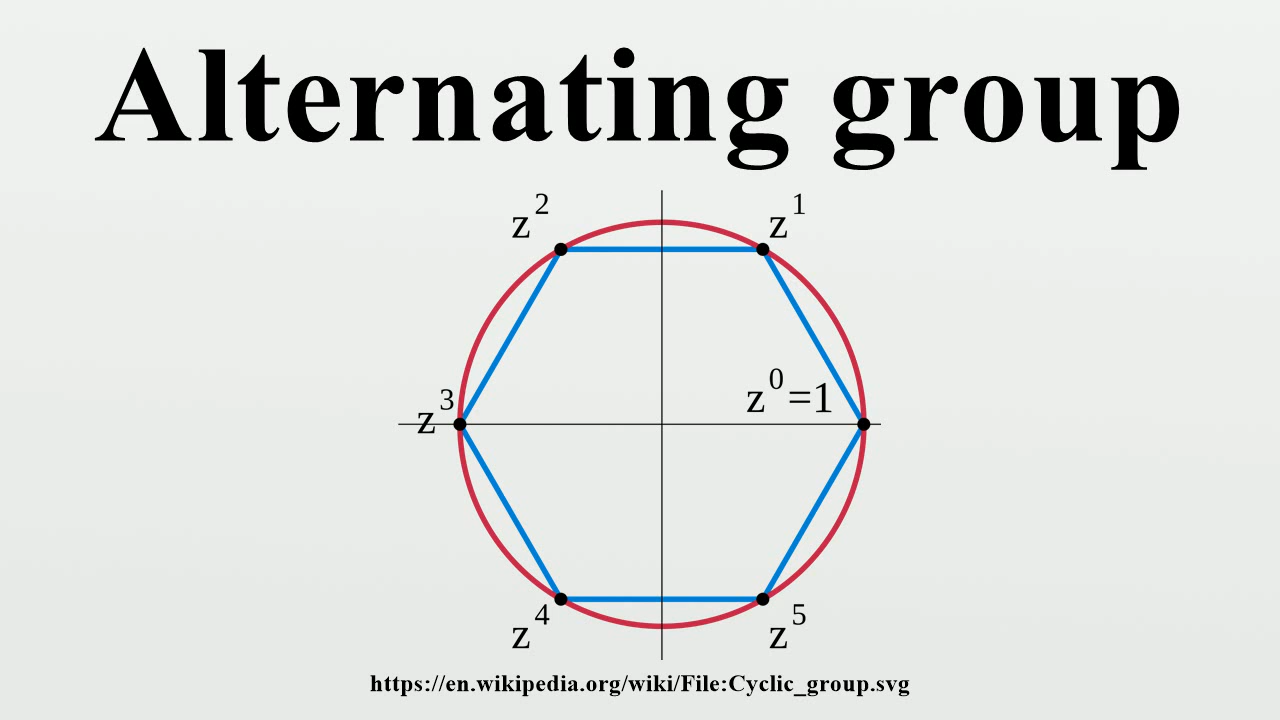 Alternating group
z² z¹
z³ z⁰=1
z⁴ z⁵
https://en.wikipedia.org/wiki/File:Cyclic_group.svg